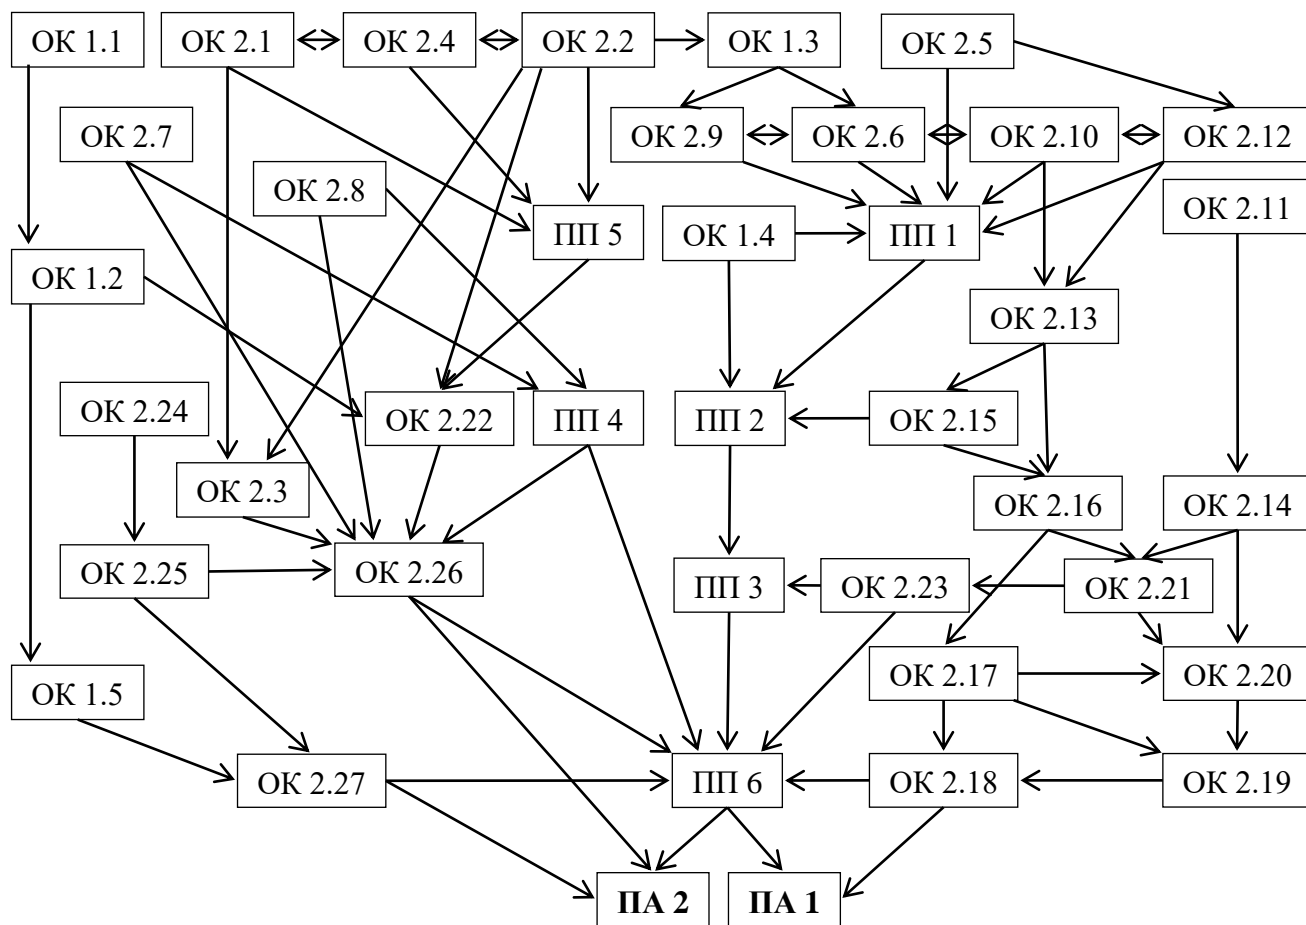 ОК 1.1
ОК 2.1
ОК 2.4
ОК 2.2
ОК 1.3
ОК 2.5
ОК 2.7
ОК 2.9
ОК 2.6
ОК 2.10
ОК 2.12
ОК 2.8
ПП 5
ОК 1.4
ПП 1
ОК 2.11
ОК 1.2
ОК 2.13
ОК 2.24
ОК 2.22
ПП 4
ПП 2
ОК 2.15
ОК 2.3
ОК 2.16
ОК 2.14
ОК 2.25
ОК 2.26
ПП 3
ОК 2.23
ОК 2.21
ОК 1.5
ОК 2.17
ОК 2.20
ОК 2.27
ПП 6
ОК 2.18
ОК 2.19
ПА 2
ПА 1